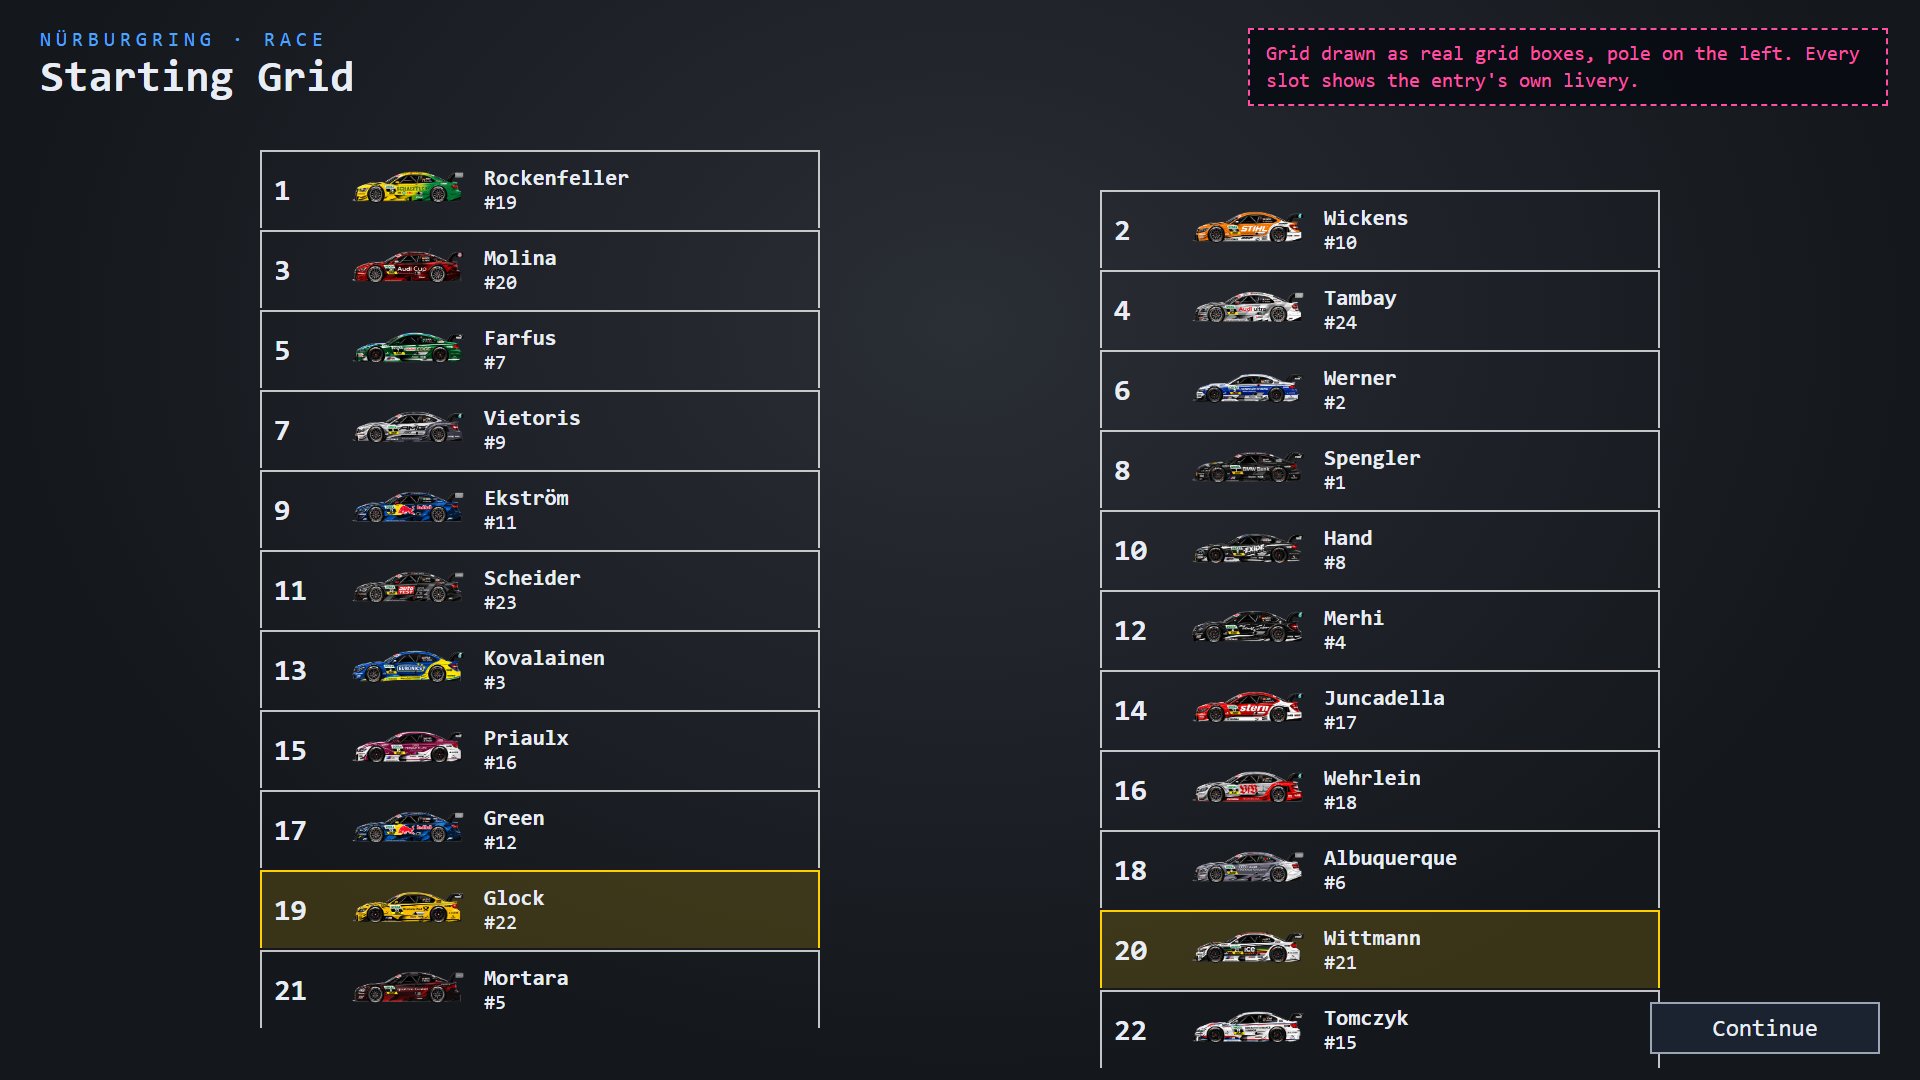 NÜRBURGRING · RACE
Starting Grid
Grid drawn as real grid boxes, pole on the left. Every
slot shows the entry's own livery.
1
Rockenfeller
#19
2
Wickens
#10
STIHL
3
Molina
#20
Audi Cup
4
Tambay
#24
5
Farfus
#7
6
Werner
#2
7
Vietoris
#9
8
Spengler
#1
9
Ekström
#11
10
Hand
#8
11
Scheider
#23
12
Merhi
#4
13
Kovalainen
#3
14
Juncadella
#17
stern
15
Priaulx
#16
16
Wehrlein
#18
17
Green
#12
18
Albuquerque
#6
19
Glock
#22
20
Wittmann
#21
21
Mortara
#5
22
Tomczyk
#15
Continue